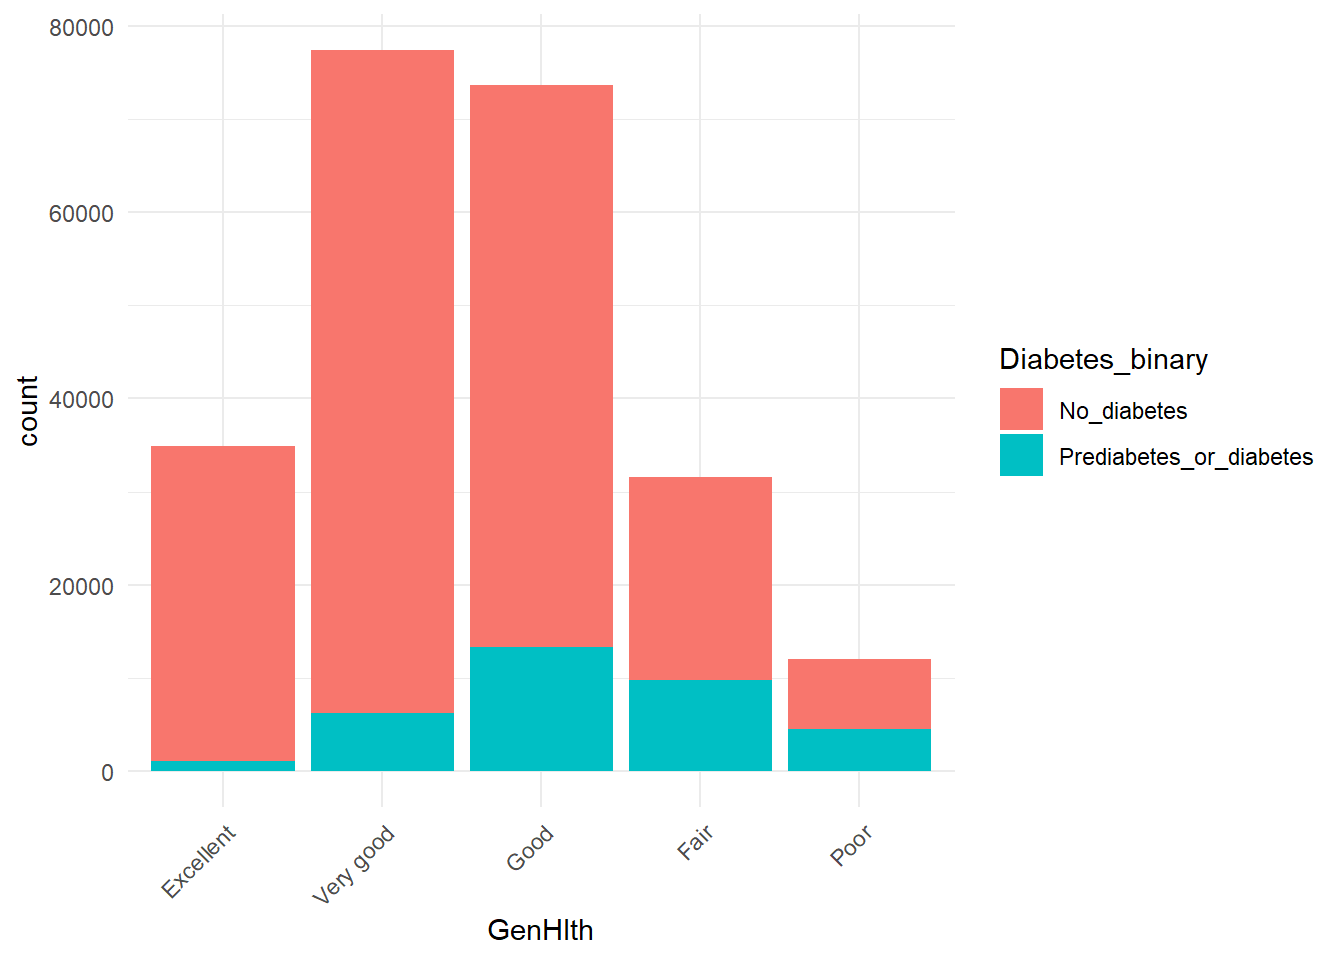 80000
60000
40000
20000
0
count
Excellent
Very good
Good
Fair
Poor
GenHlth
Diabetes_binary
No_diabetes
Prediabetes_or_diabetes